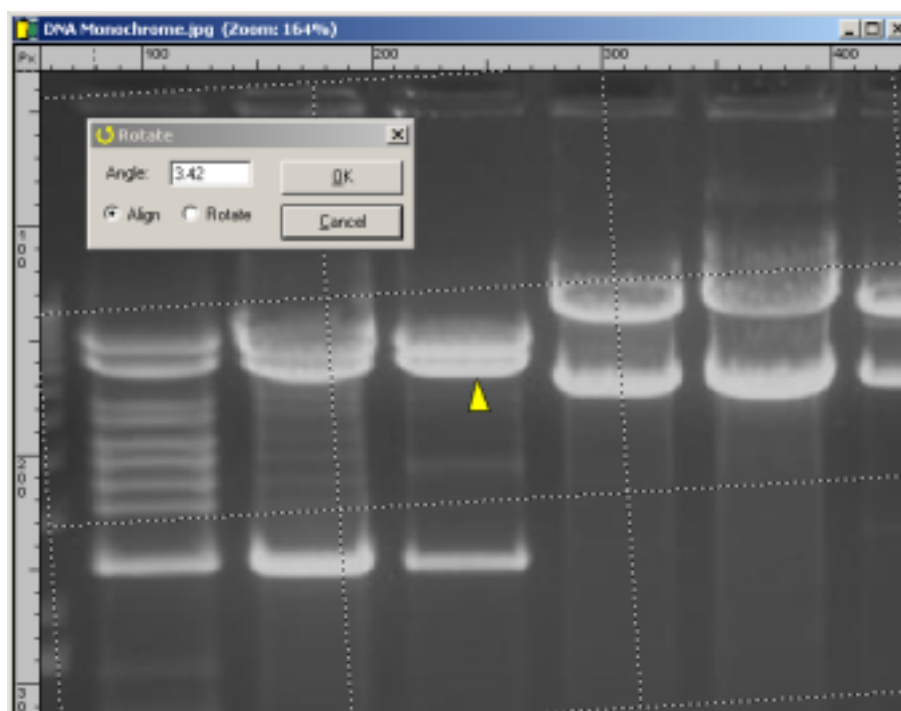 DNA Monochrome.jpg (Zoom: 164%)
Px 100 200 300 400
Rotate
Angle: 3.42 OK
Align Rotate Cancel
100
200
30